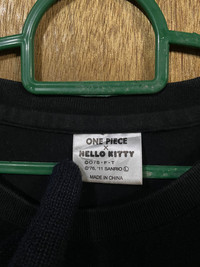 ONE PIECE
×
HELLO KITTY
©'76, '11 SANRIO Ⓛ
MADE IN CHINA